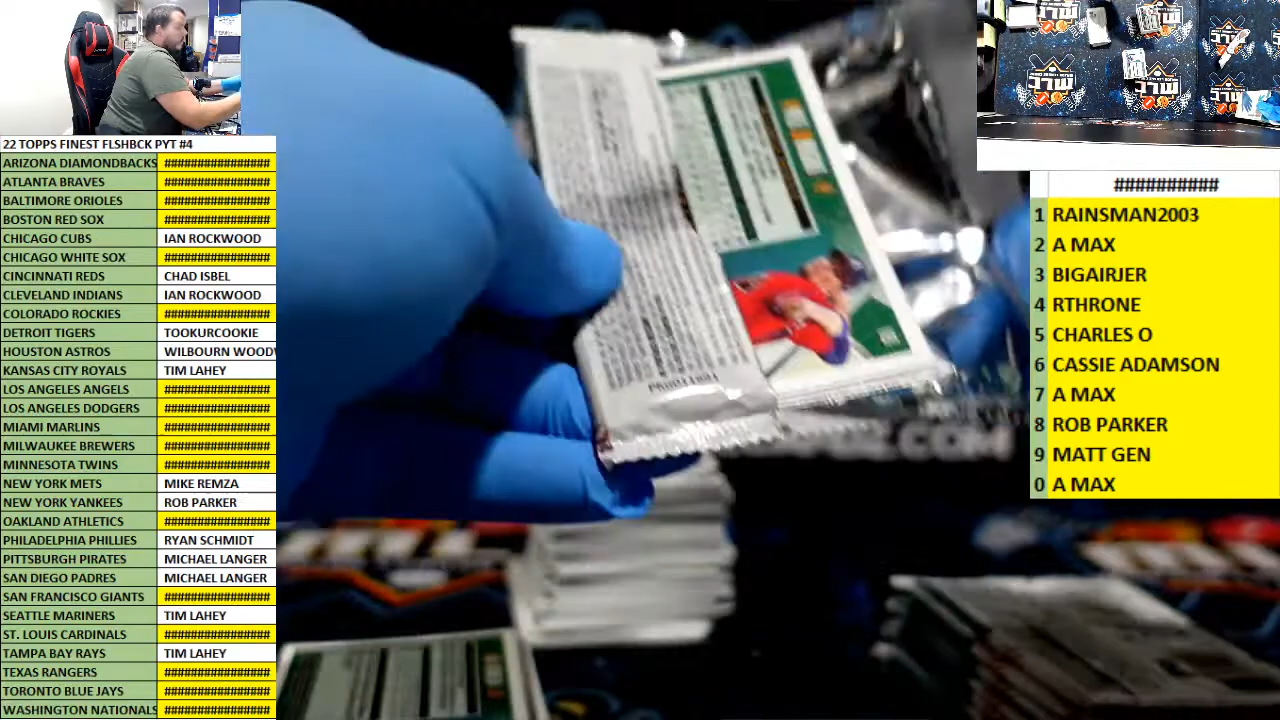 22 TOPPS FINEST FLSHBCK PYT #4
ARIZONA DIAMONDBACKS ################
ATLANTA BRAVES ################
BALTIMORE ORIOLES ################
BOSTON RED SOX ################
CHICAGO CUBS IAN ROCKWOOD
CHICAGO WHITE SOX ################
CINCINNATI REDS CHAD ISBEL
CLEVELAND INDIANS IAN ROCKWOOD
COLORADO ROCKIES ################
DETROIT TIGERS TOOKURCOOKIE
HOUSTON ASTROS WILBOURN WOODW
KANSAS CITY ROYALS TIM LAHEY
LOS ANGELES ANGELS ################
LOS ANGELES DODGERS ################
MIAMI MARLINS ################
MILWAUKEE BREWERS ################
MINNESOTA TWINS ################
NEW YORK METS MIKE REMZA
NEW YORK YANKEES ROB PARKER
OAKLAND ATHLETICS ################
PHILADELPHIA PHILLIES RYAN SCHMIDT
PITTSBURGH PIRATES MICHAEL LANGER
SAN DIEGO PADRES MICHAEL LANGER
SAN FRANCISCO GIANTS ################
SEATTLE MARINERS TIM LAHEY
ST. LOUIS CARDINALS ################
TAMPA BAY RAYS TIM LAHEY
TEXAS RANGERS ################
TORONTO BLUE JAYS ################
WASHINGTON NATIONALS ################
##########
1 RAINSMAN2003
2 A MAX
3 BIGAIRJER
4 RTHRONE
5 CHARLES O
6 CASSIE ADAMSON
7 A MAX
8 ROB PARKER
9 MATT GEN
0 A MAX